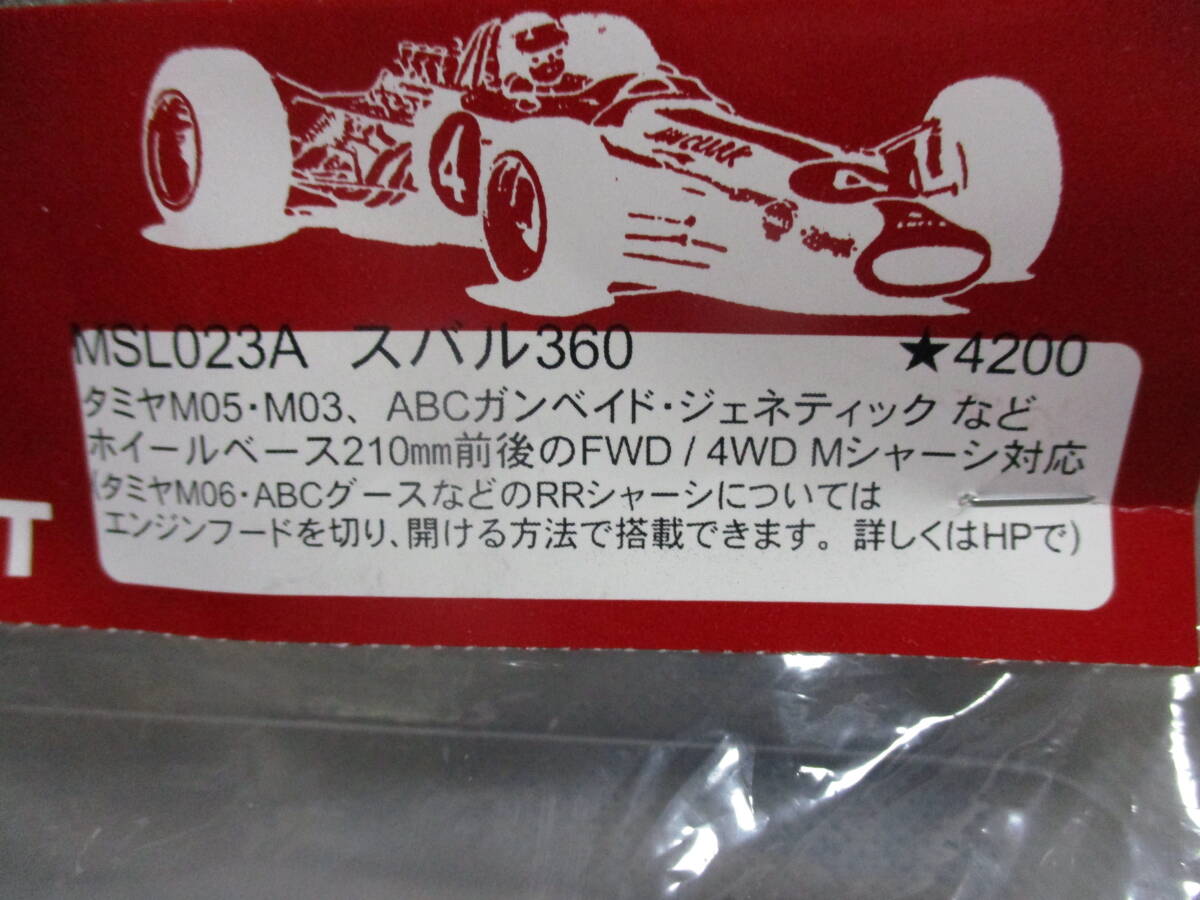 4
JIM CLARK
4
MSL023A スバル360 ★4200
タミヤM05・M03、ABCガンベイド・ジェネティック など
ホイールベース210㎜前後のFWD / 4WD Mシャーシ対応
(タミヤM06・ABCグースなどのRRシャーシについては
エンジンフードを切り、開ける方法で搭載できます。詳しくはHPで)
T